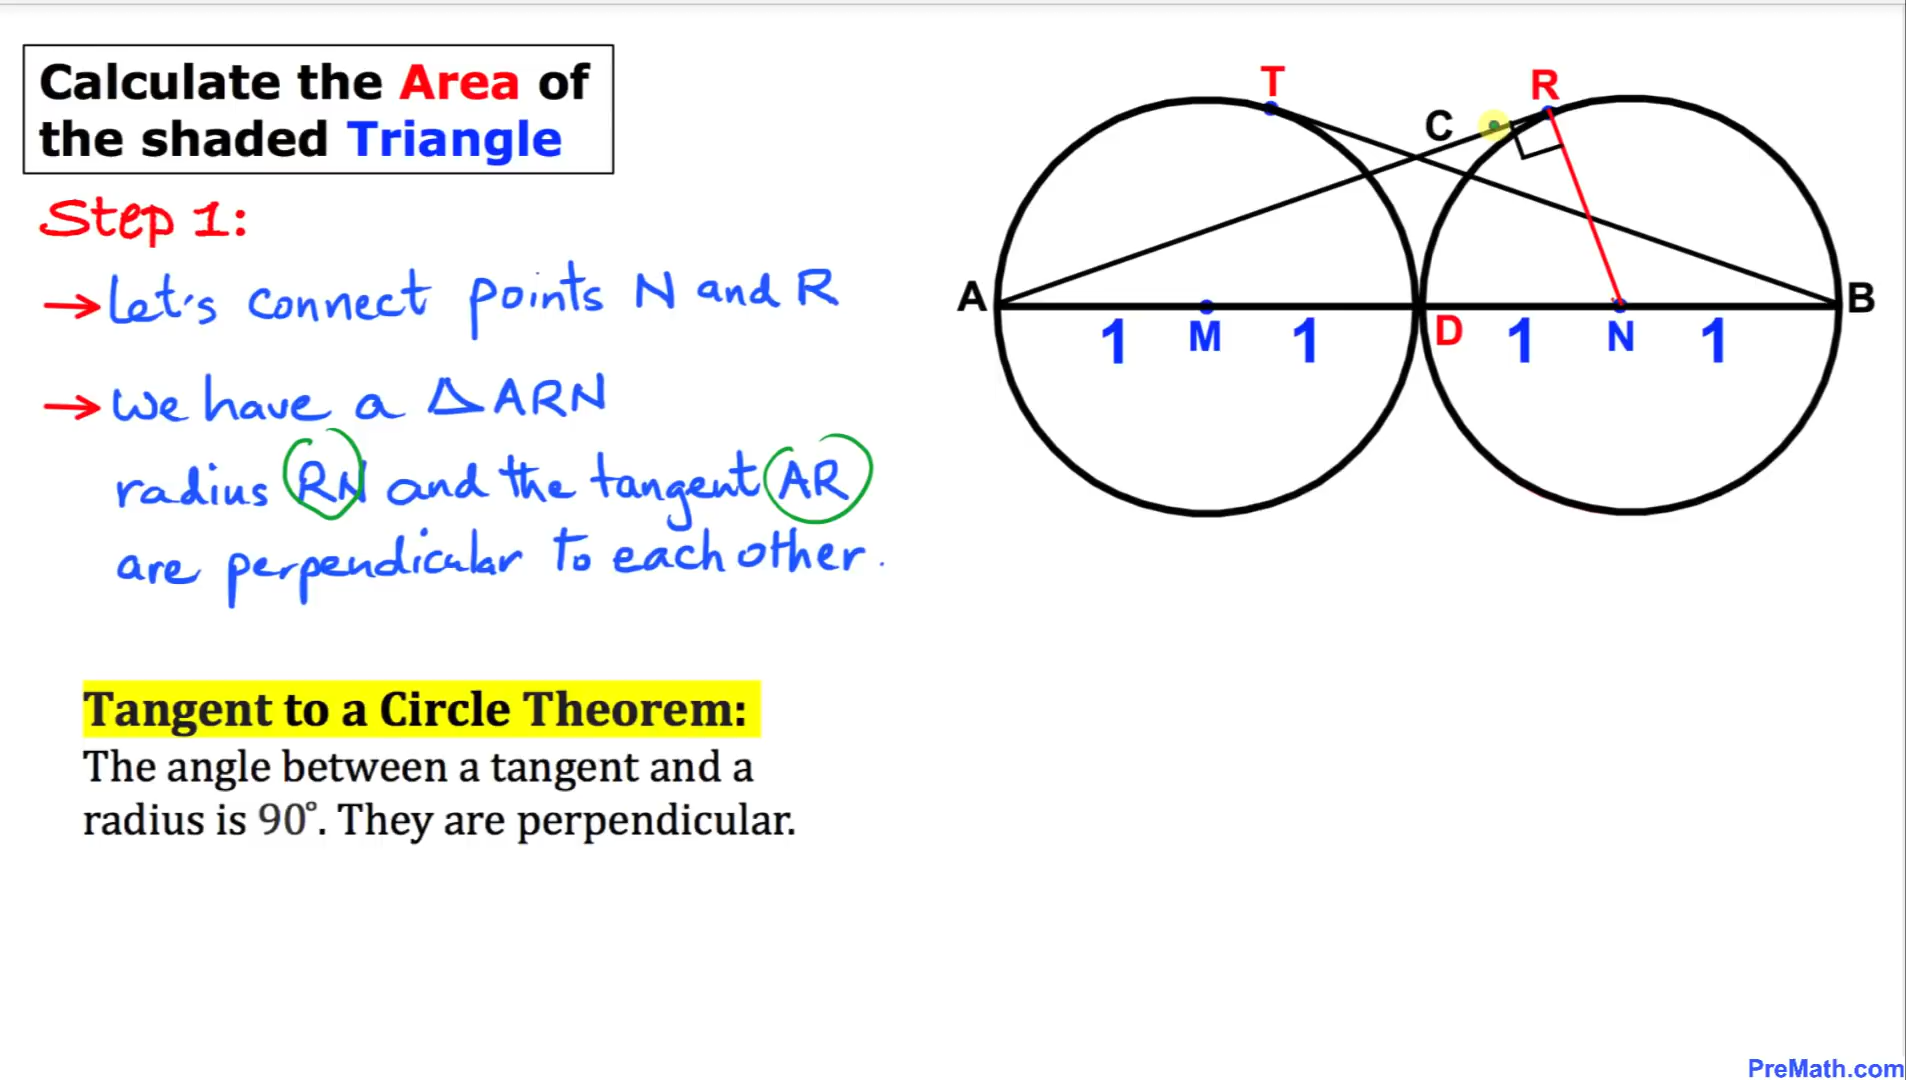 Calculate the Area of
the shaded Triangle
Step 1:
→ Let's connect points N and R
→ We have a △ARN
radius RN and the tangent AR
are perpendicular to each other.
Tangent to a Circle Theorem:
The angle between a tangent and a
radius is 90°. They are perpendicular.
T
R
C
A
B
1
M
1
D
1
N
1
PreMath.com